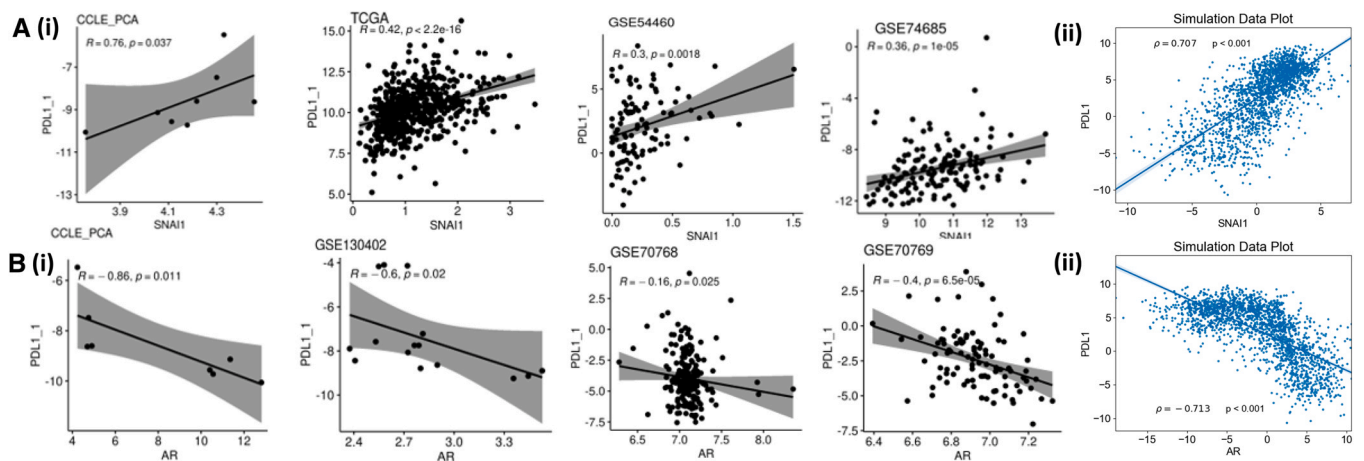 A (i)
CCLE_PCA
R = 0.76, p = 0.037
PDL1_1
-7
-9
-11
-13
3.9
4.1
4.3
SNAI1
TCGA
R = 0.42, p < 2.2e-16
PDL1_1
15.0
12.5
10.0
7.5
5.0
0
1
2
3
SNAI1
GSE54460
R = 0.3, p = 0.0018
PDL1_1
5
0
0.0
0.5
1.0
1.5
SNAI1
GSE74685
R = 0.36, p = 1e-05
PDL1_1
0
-4
-8
-12
9
10
11
12
13
SNAI1
(ii)
Simulation Data Plot
ρ = 0.707 p < 0.001
PDL1
10
5
0
-5
-10
-10
-5
0
5
SNAI1
B (i)
CCLE_PCA
R = − 0.86, p = 0.011
PDL1_1
-6
-8
-10
4
6
8
10
12
AR
GSE130402
R = − 0.6, p = 0.02
PDL1_1
-4
-6
-8
-10
2.4
2.7
3.0
3.3
AR
GSE70768
R = − 0.16, p = 0.025
PDL1_1
5.0
2.5
0.0
-2.5
-5.0
-7.5
6.5
7.0
7.5
8.0
AR
GSE70769
R = − 0.4, p = 6.5e-05
PDL1_1
2.5
0.0
-2.5
-5.0
-7.5
6.4
6.6
6.8
7.0
7.2
AR
(ii)
Simulation Data Plot
ρ = −0.713 p < 0.001
PDL1
15
10
5
0
-5
-10
-15
-10
-5
0
5
10
AR